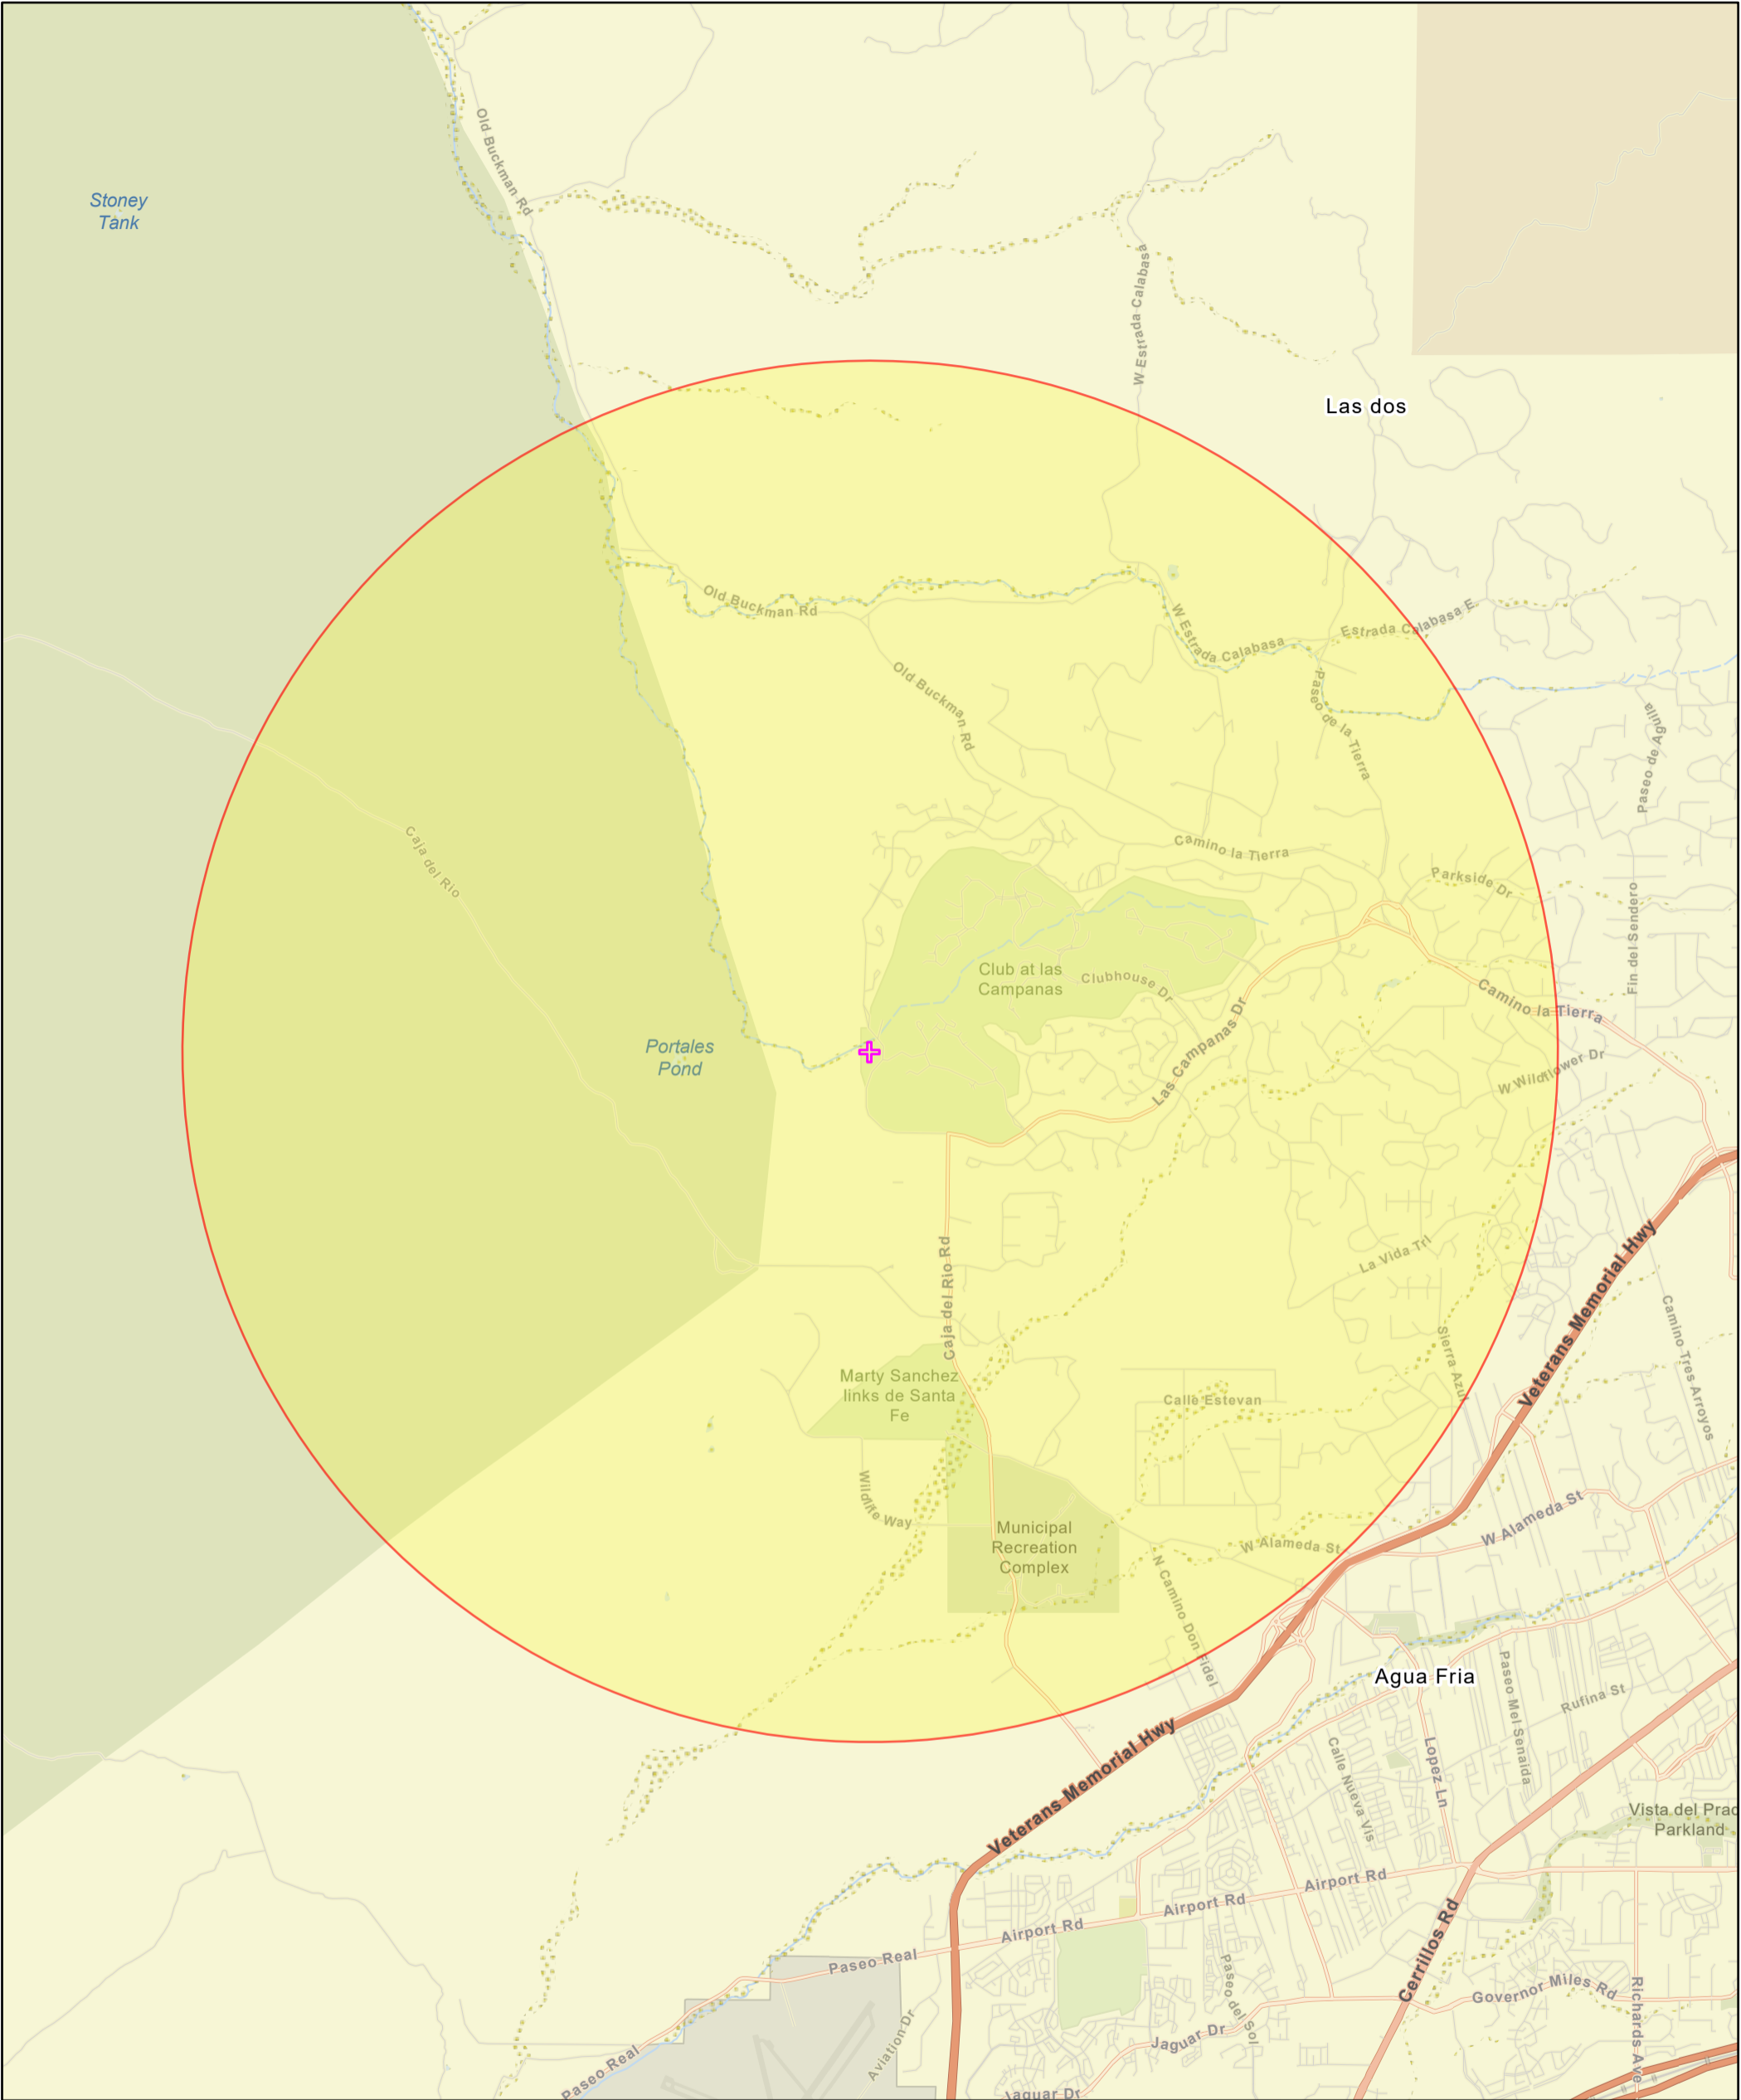 Old Buckman Rd
Stoney
Tank
W Estrada Calabasa
Las dos
Old Buckman Rd
W Estrada Calabasa
Estrada Calabasa E
Old Buckman Rd
Paseo de la Tierra
Paseo de Aguila
Caja del Rio
Camino la Tierra
Parkside Dr
Fin del Sendero
Club at las
Campanas
Clubhouse Dr
Las Campanas Dr
Camino la Tierra
Portales
Pond
W Wildflower Dr
Caja del Rio Rd
La Vida Trl
Veterans Memorial Hwy
Camino Tres Arroyos
Sierra Azul
Marty Sanchez
links de Santa
Fe
Calle Estevan
Wildlife Way
Municipal
Recreation
Complex
W Alameda St
W Alameda St
N Camino Don Fidel
Agua Fria
Paseo Mel Senaida
Rufina St
Veterans Memorial Hwy
Calle Nueva Vis
Lopez Ln
Vista del Prad
Parkland
Airport Rd
Airport Rd
Airport Rd
Paseo Real
Cerrillos Rd
Paseo del Sol
Governor Miles Rd
Richards Ave
Aviation Dr
Jaguar Dr
Paseo Real
Jaguar Dr